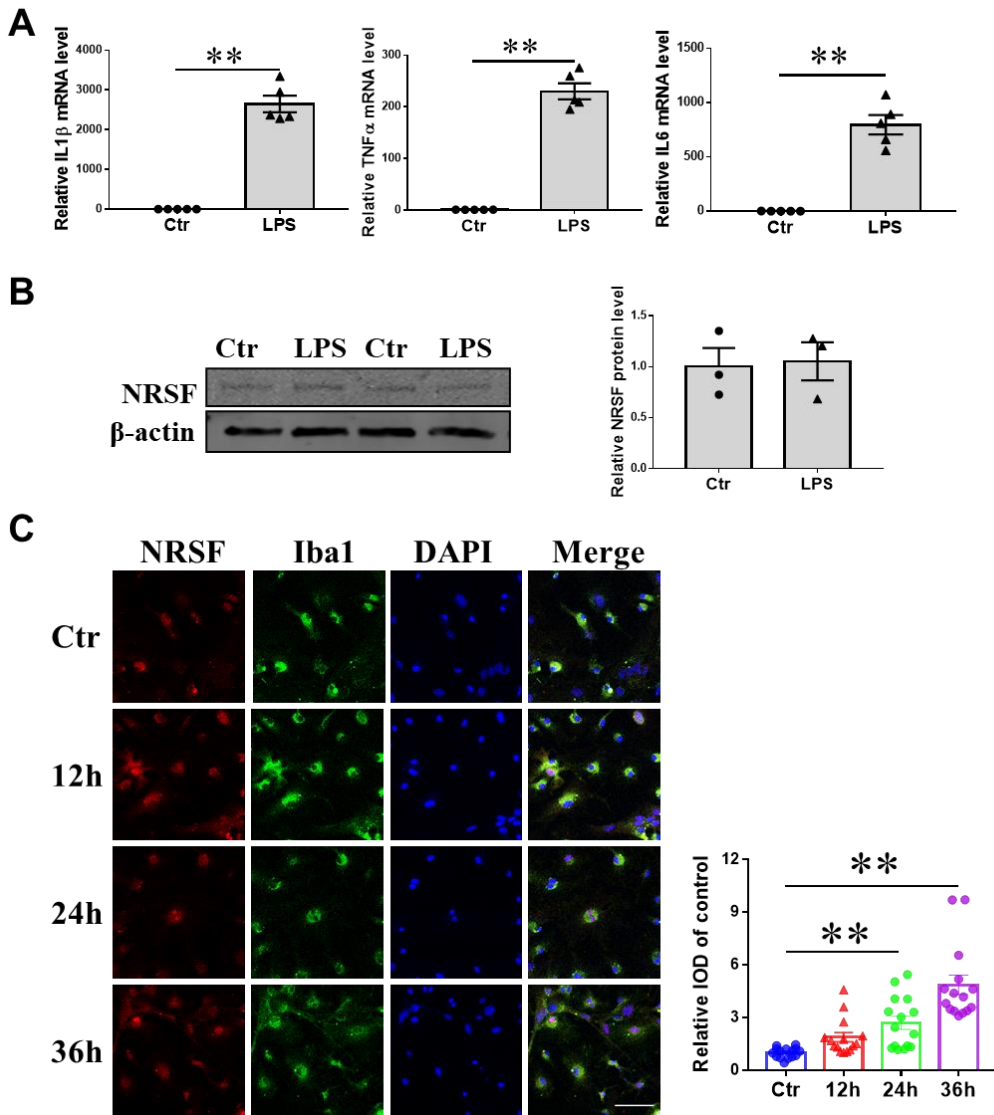 A
Relative IL1β mRNA level
4000
3000
2000
1000
0
**
Ctr LPS
Relative TNFα mRNA level
300
200
100
0
**
Ctr LPS
Relative IL6 mRNA level
1500
1000
500
0
**
Ctr LPS
B
Ctr LPS Ctr LPS
NRSF
β-actin
Relative NRSF protein level
1.5
1.0
0.5
0.0
Ctr LPS
C
NRSF Iba1 DAPI Merge
Ctr
12h
24h
36h
Relative IOD of control
12
9
6
3
0
**
**
Ctr 12h 24h 36h